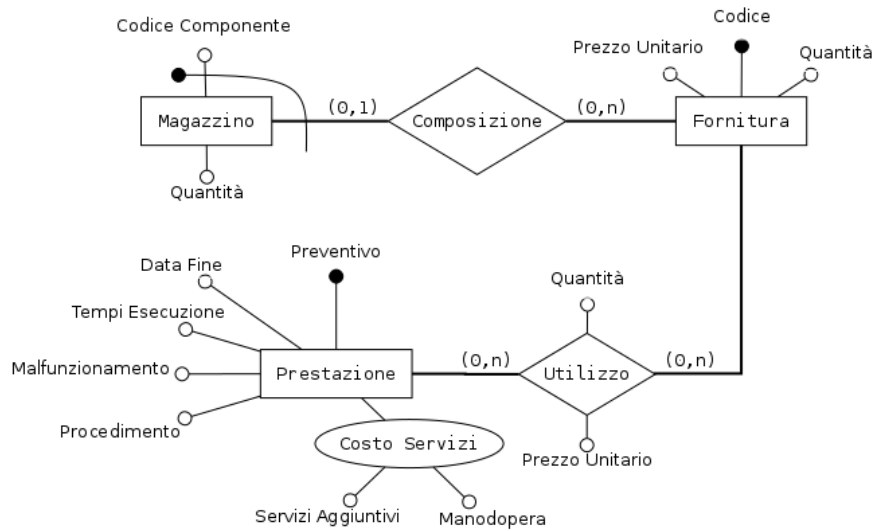 Codice Componente
Codice
Prezzo Unitario
Quantità
Magazzino
(0,1)
Composizione
(0,n)
Fornitura
Quantità
Preventivo
Data Fine
Quantità
Tempi Esecuzione
Malfunzionamento
Prestazione
(0,n)
Utilizzo
(0,n)
Procedimento
Costo Servizi
Prezzo Unitario
Servizi Aggiuntivi
Manodopera